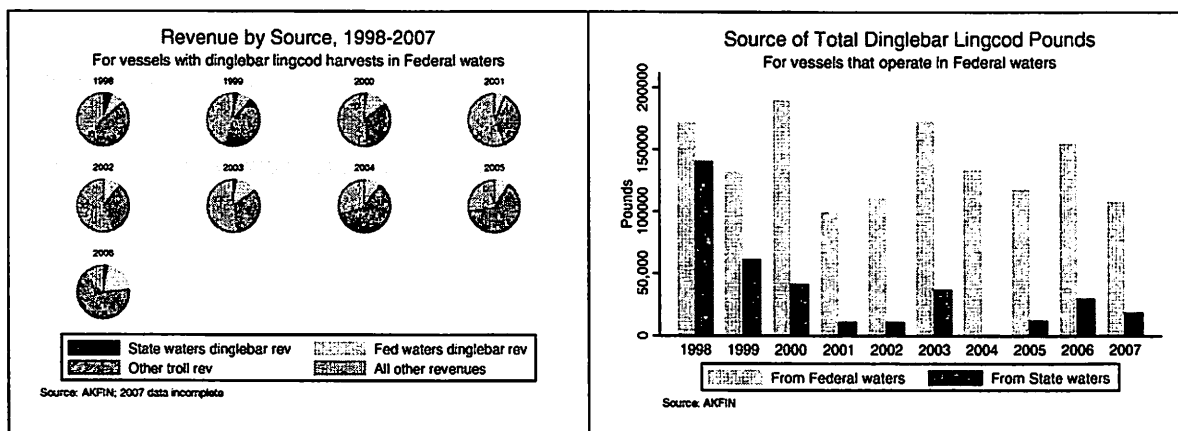 Revenue by Source, 1998-2007
For vessels with dinglebar lingcod harvests in Federal waters
1998 1999 2000 2001
2002 2003 2004 2005
2006
State waters dinglebar rev Fed waters dinglebar rev
Other troll rev All other revenues
Source: AKFIN; 2007 data incomplete
Source of Total Dinglebar Lingcod Pounds
For vessels that operate in Federal waters
Pounds
200000
150000
100000
50,000
0
1998 1999 2000 2001 2002 2003 2004 2005 2006 2007
From Federal waters From State waters
Source: AKFIN